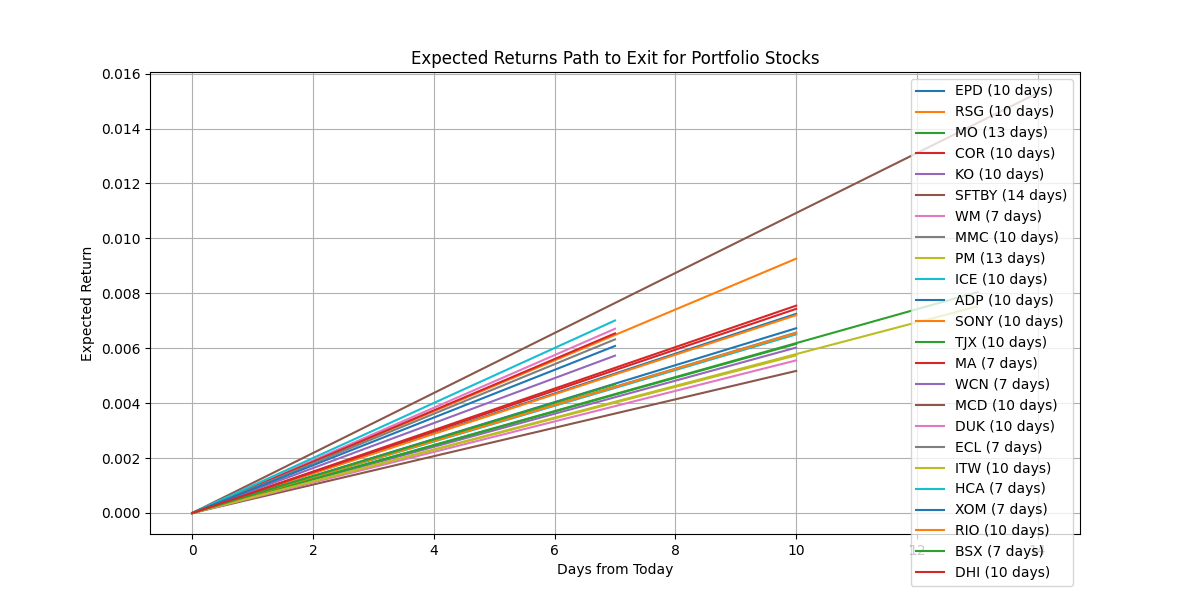 Expected Returns Path to Exit for Portfolio Stocks
Expected Return
0.016
0.014
0.012
0.010
0.008
0.006
0.004
0.002
0.000
0 2 4 6 8 10 12 14
Days from Today
EPD (10 days)
RSG (10 days)
MO (13 days)
COR (10 days)
KO (10 days)
SFTBY (14 days)
WM (7 days)
MMC (10 days)
PM (13 days)
ICE (10 days)
ADP (10 days)
SONY (10 days)
TJX (10 days)
MA (7 days)
WCN (7 days)
MCD (10 days)
DUK (10 days)
ECL (7 days)
ITW (10 days)
HCA (7 days)
XOM (7 days)
RIO (10 days)
BSX (7 days)
DHI (10 days)